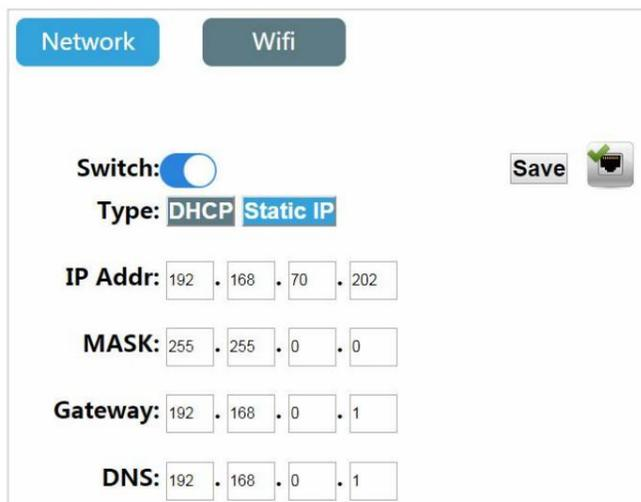 Network Wifi
Switch: Save
Type: DHCP Static IP
IP Addr: 192 . 168 . 70 . 202
MASK: 255 . 255 . 0 . 0
Gateway: 192 . 168 . 0 . 1
DNS: 192 . 168 . 0 . 1